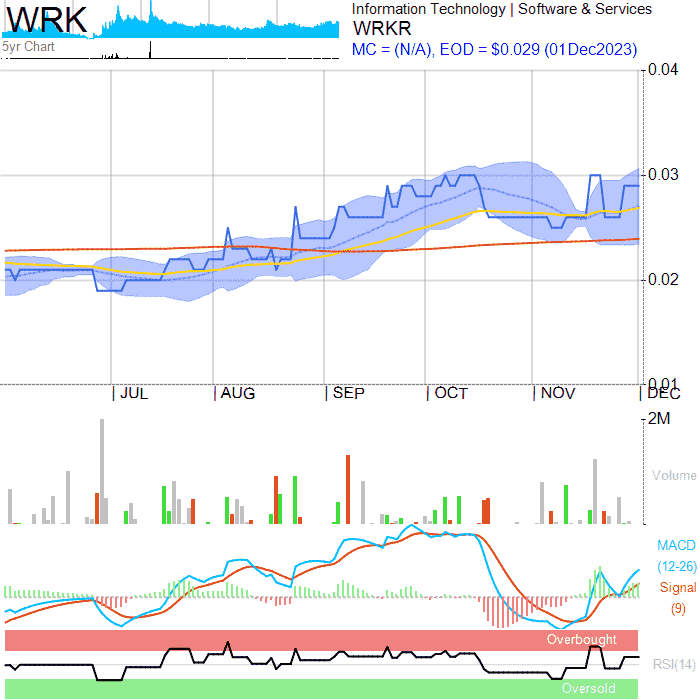 WRK
5yr Chart
Information Technology | Software & Services
WRKR
MC = (N/A), EOD = $0.029 (01Dec2023)
0.04
0.03
0.02
0.01
JUL AUG SEP OCT NOV DEC
2M
Volume
MACD
(12-26)
Signal
(9)
Overbought
RSI(14)
Oversold